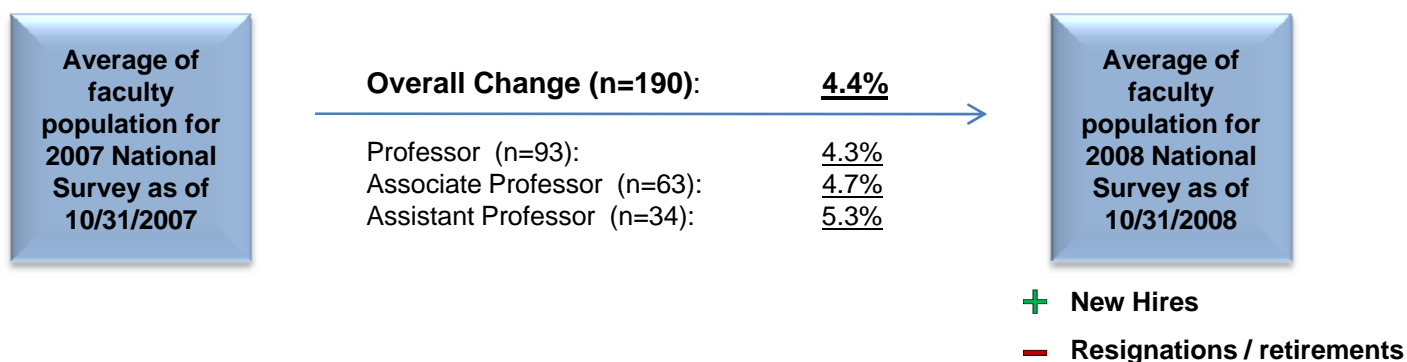 Average of
faculty
population for
2007 National
Survey as of
10/31/2007
Overall Change (n=190): 4.4%
Professor (n=93): 4.3%
Associate Professor (n=63): 4.7%
Assistant Professor (n=34): 5.3%
Average of
faculty
population for
2008 National
Survey as of
10/31/2008
+ New Hires
– Resignations / retirements